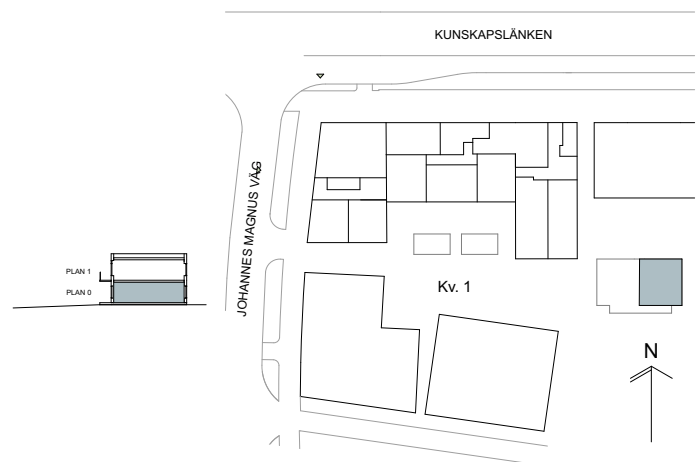 KUNSKAPSLÄNKEN
JOHANNES MAGNUS VÄG
PLAN 1
PLAN 0
Kv. 1
N